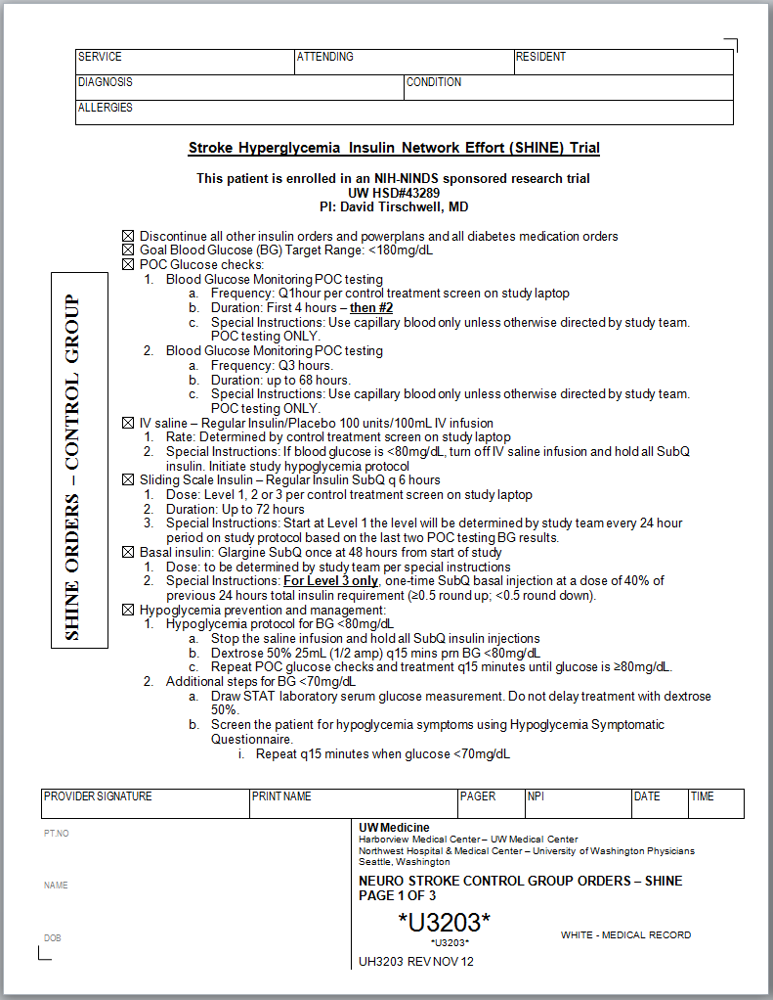 SERVICE ATTENDING RESIDENT
DIAGNOSIS CONDITION
ALLERGIES
Stroke Hyperglycemia Insulin Network Effort (SHINE) Trial
This patient is enrolled in an NIH-NINDS sponsored research trial
UW HSD#43289
PI: David Tirschwell, MD
SHINE ORDERS – CONTROL GROUP
☒ Discontinue all other insulin orders and powerplans and all diabetes medication orders
☒ Goal Blood Glucose (BG) Target Range: <180mg/dL
☒ POC Glucose checks:
1. Blood Glucose Monitoring POC testing
a. Frequency: Q1hour per control treatment screen on study laptop
b. Duration: First 4 hours – then #2
c. Special Instructions: Use capillary blood only unless otherwise directed by study team.
POC testing ONLY.
2. Blood Glucose Monitoring POC testing
a. Frequency: Q3 hours.
b. Duration: up to 68 hours.
c. Special Instructions: Use capillary blood only unless otherwise directed by study team.
POC testing ONLY.
☒ IV saline – Regular Insulin/Placebo 100 units/100mL IV infusion
1. Rate: Determined by control treatment screen on study laptop
2. Special Instructions: If blood glucose is <80mg/dL, turn off IV saline infusion and hold all SubQ
insulin. Initiate study hypoglycemia protocol
☒ Sliding Scale Insulin – Regular Insulin SubQ q 6 hours
1. Dose: Level 1, 2 or 3 per control treatment screen on study laptop
2. Duration: Up to 72 hours
3. Special Instructions: Start at Level 1 the level will be determined by study team every 24 hour
period on study protocol based on the last two POC testing BG results.
☒ Basal insulin: Glargine SubQ once at 48 hours from start of study
1. Dose: to be determined by study team per special instructions
2. Special Instructions: For Level 3 only, one-time SubQ basal injection at a dose of 40% of
previous 24 hours total insulin requirement (≥0.5 round up; <0.5 round down).
☒ Hypoglycemia prevention and management:
1. Hypoglycemia protocol for BG <80mg/dL
a. Stop the saline infusion and hold all SubQ insulin injections
b. Dextrose 50% 25mL (1/2 amp) q15 mins prn BG <80mg/dL
c. Repeat POC glucose checks and treatment q15 minutes until glucose is ≥80mg/dL.
2. Additional steps for BG <70mg/dL
a. Draw STAT laboratory serum glucose measurement. Do not delay treatment with dextrose
50%.
b. Screen the patient for hypoglycemia symptoms using Hypoglycemia Symptomatic
Questionnaire.
i. Repeat q15 minutes when glucose <70mg/dL
PROVIDER SIGNATURE PRINT NAME PAGER NPI DATE TIME
PT.NO
NAME
DOB
UW Medicine
Harborview Medical Center – UW Medical Center
Northwest Hospital & Medical Center – University of Washington Physicians
Seattle, Washington
NEURO STROKE CONTROL GROUP ORDERS – SHINE
PAGE 1 OF 3
*U3203*
*U3203*
WHITE - MEDICAL RECORD
UH3203 REV NOV 12